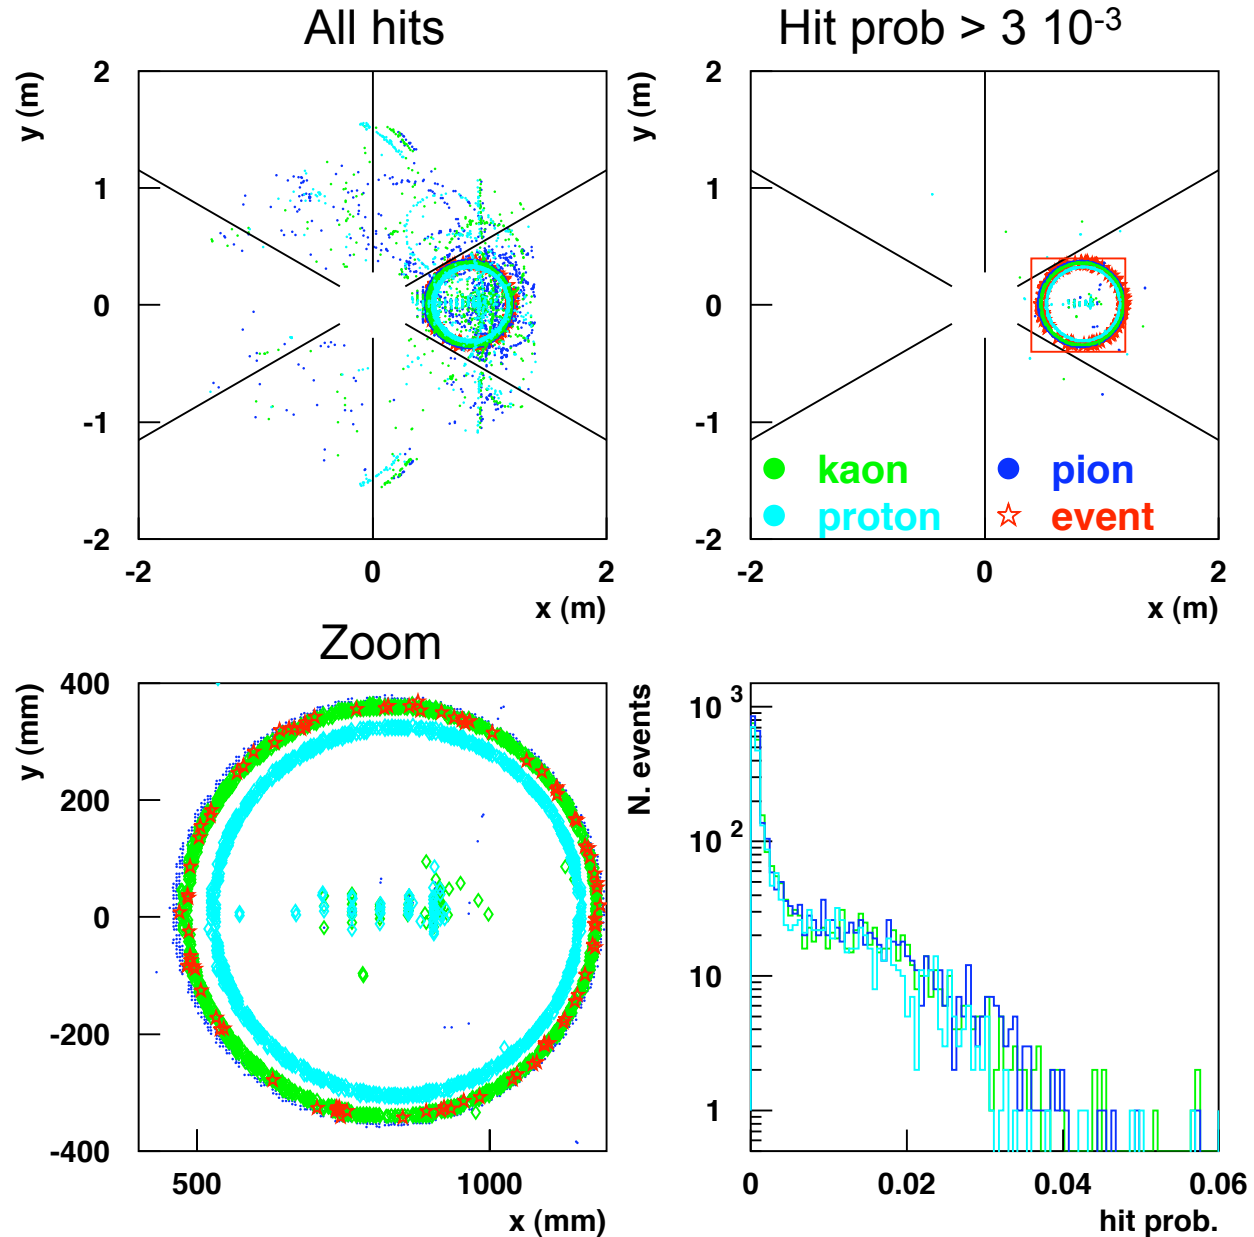 All hits
y (m)
2
1
0
-1
-2
-2 0 2
x (m)
Hit prob > 3 10-3
y (m)
2
1
0
-1
-2
kaon pion
proton event
-2 0 2
x (m)
Zoom
y (mm)
400
200
0
-200
-400
500 1000
x (mm)
N. events
10 3
10 2
10
1
0 0.02 0.04 0.06
hit prob.